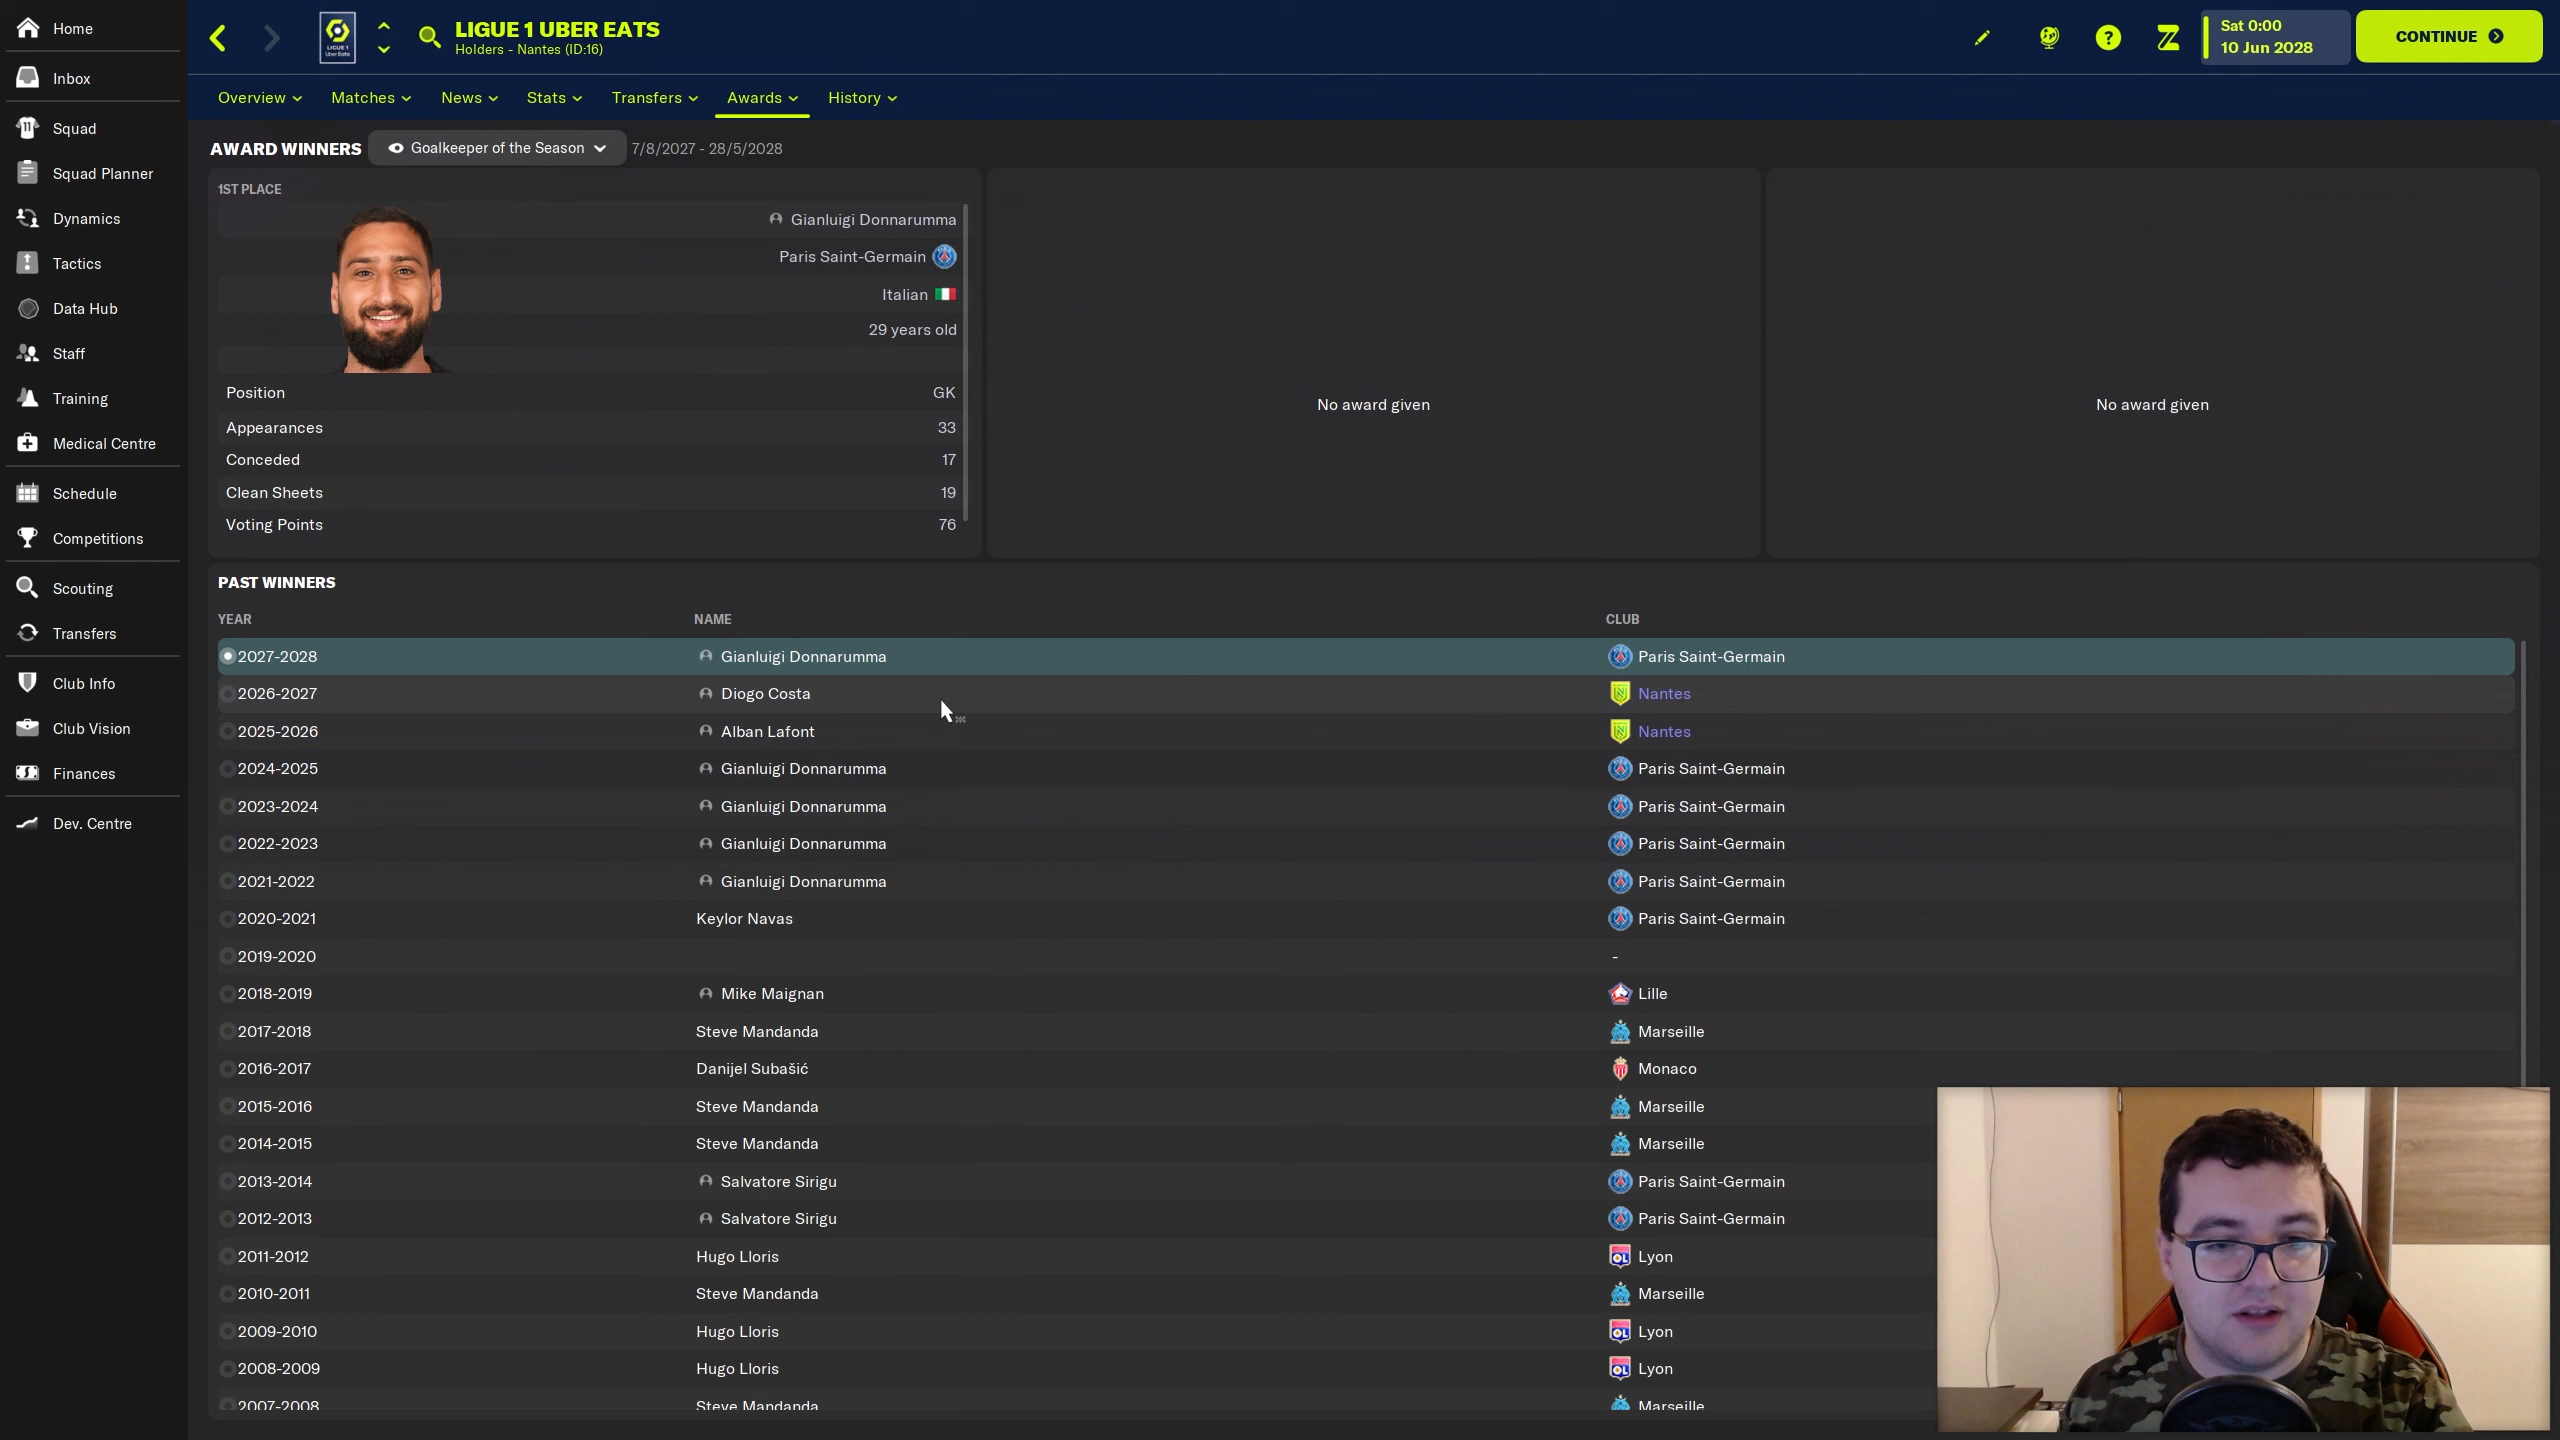 Home
Inbox
Squad
Squad Planner
Dynamics
Tactics
Data Hub
Staff
Training
Medical Centre
Schedule
Competitions
Scouting
Transfers
Club Info
Club Vision
Finances
Dev. Centre
LIGUE 1 UBER EATS
Holders - Nantes (ID:16)
Sat 0:00
10 Jun 2028
CONTINUE
Overview
Matches
News
Stats
Transfers
Awards
History
AWARD WINNERS
Goalkeeper of the Season
7/8/2027 - 28/5/2028
1ST PLACE
Gianluigi Donnarumma
Paris Saint-Germain
Italian
29 years old
Position GK
Appearances 33
Conceded 17
Clean Sheets 19
Voting Points 76
No award given
No award given
PAST WINNERS
YEAR NAME CLUB
2027-2028 Gianluigi Donnarumma Paris Saint-Germain
2026-2027 Diogo Costa Nantes
2025-2026 Alban Lafont Nantes
2024-2025 Gianluigi Donnarumma Paris Saint-Germain
2023-2024 Gianluigi Donnarumma Paris Saint-Germain
2022-2023 Gianluigi Donnarumma Paris Saint-Germain
2021-2022 Gianluigi Donnarumma Paris Saint-Germain
2020-2021 Keylor Navas Paris Saint-Germain
2019-2020 -
2018-2019 Mike Maignan Lille
2017-2018 Steve Mandanda Marseille
2016-2017 Danijel Subašić Monaco
2015-2016 Steve Mandanda Marseille
2014-2015 Steve Mandanda Marseille
2013-2014 Salvatore Sirigu Paris Saint-Germain
2012-2013 Salvatore Sirigu Paris Saint-Germain
2011-2012 Hugo Lloris Lyon
2010-2011 Steve Mandanda Marseille
2009-2010 Hugo Lloris Lyon
2008-2009 Hugo Lloris Lyon
2007-2008 Steve Mandanda Marseille